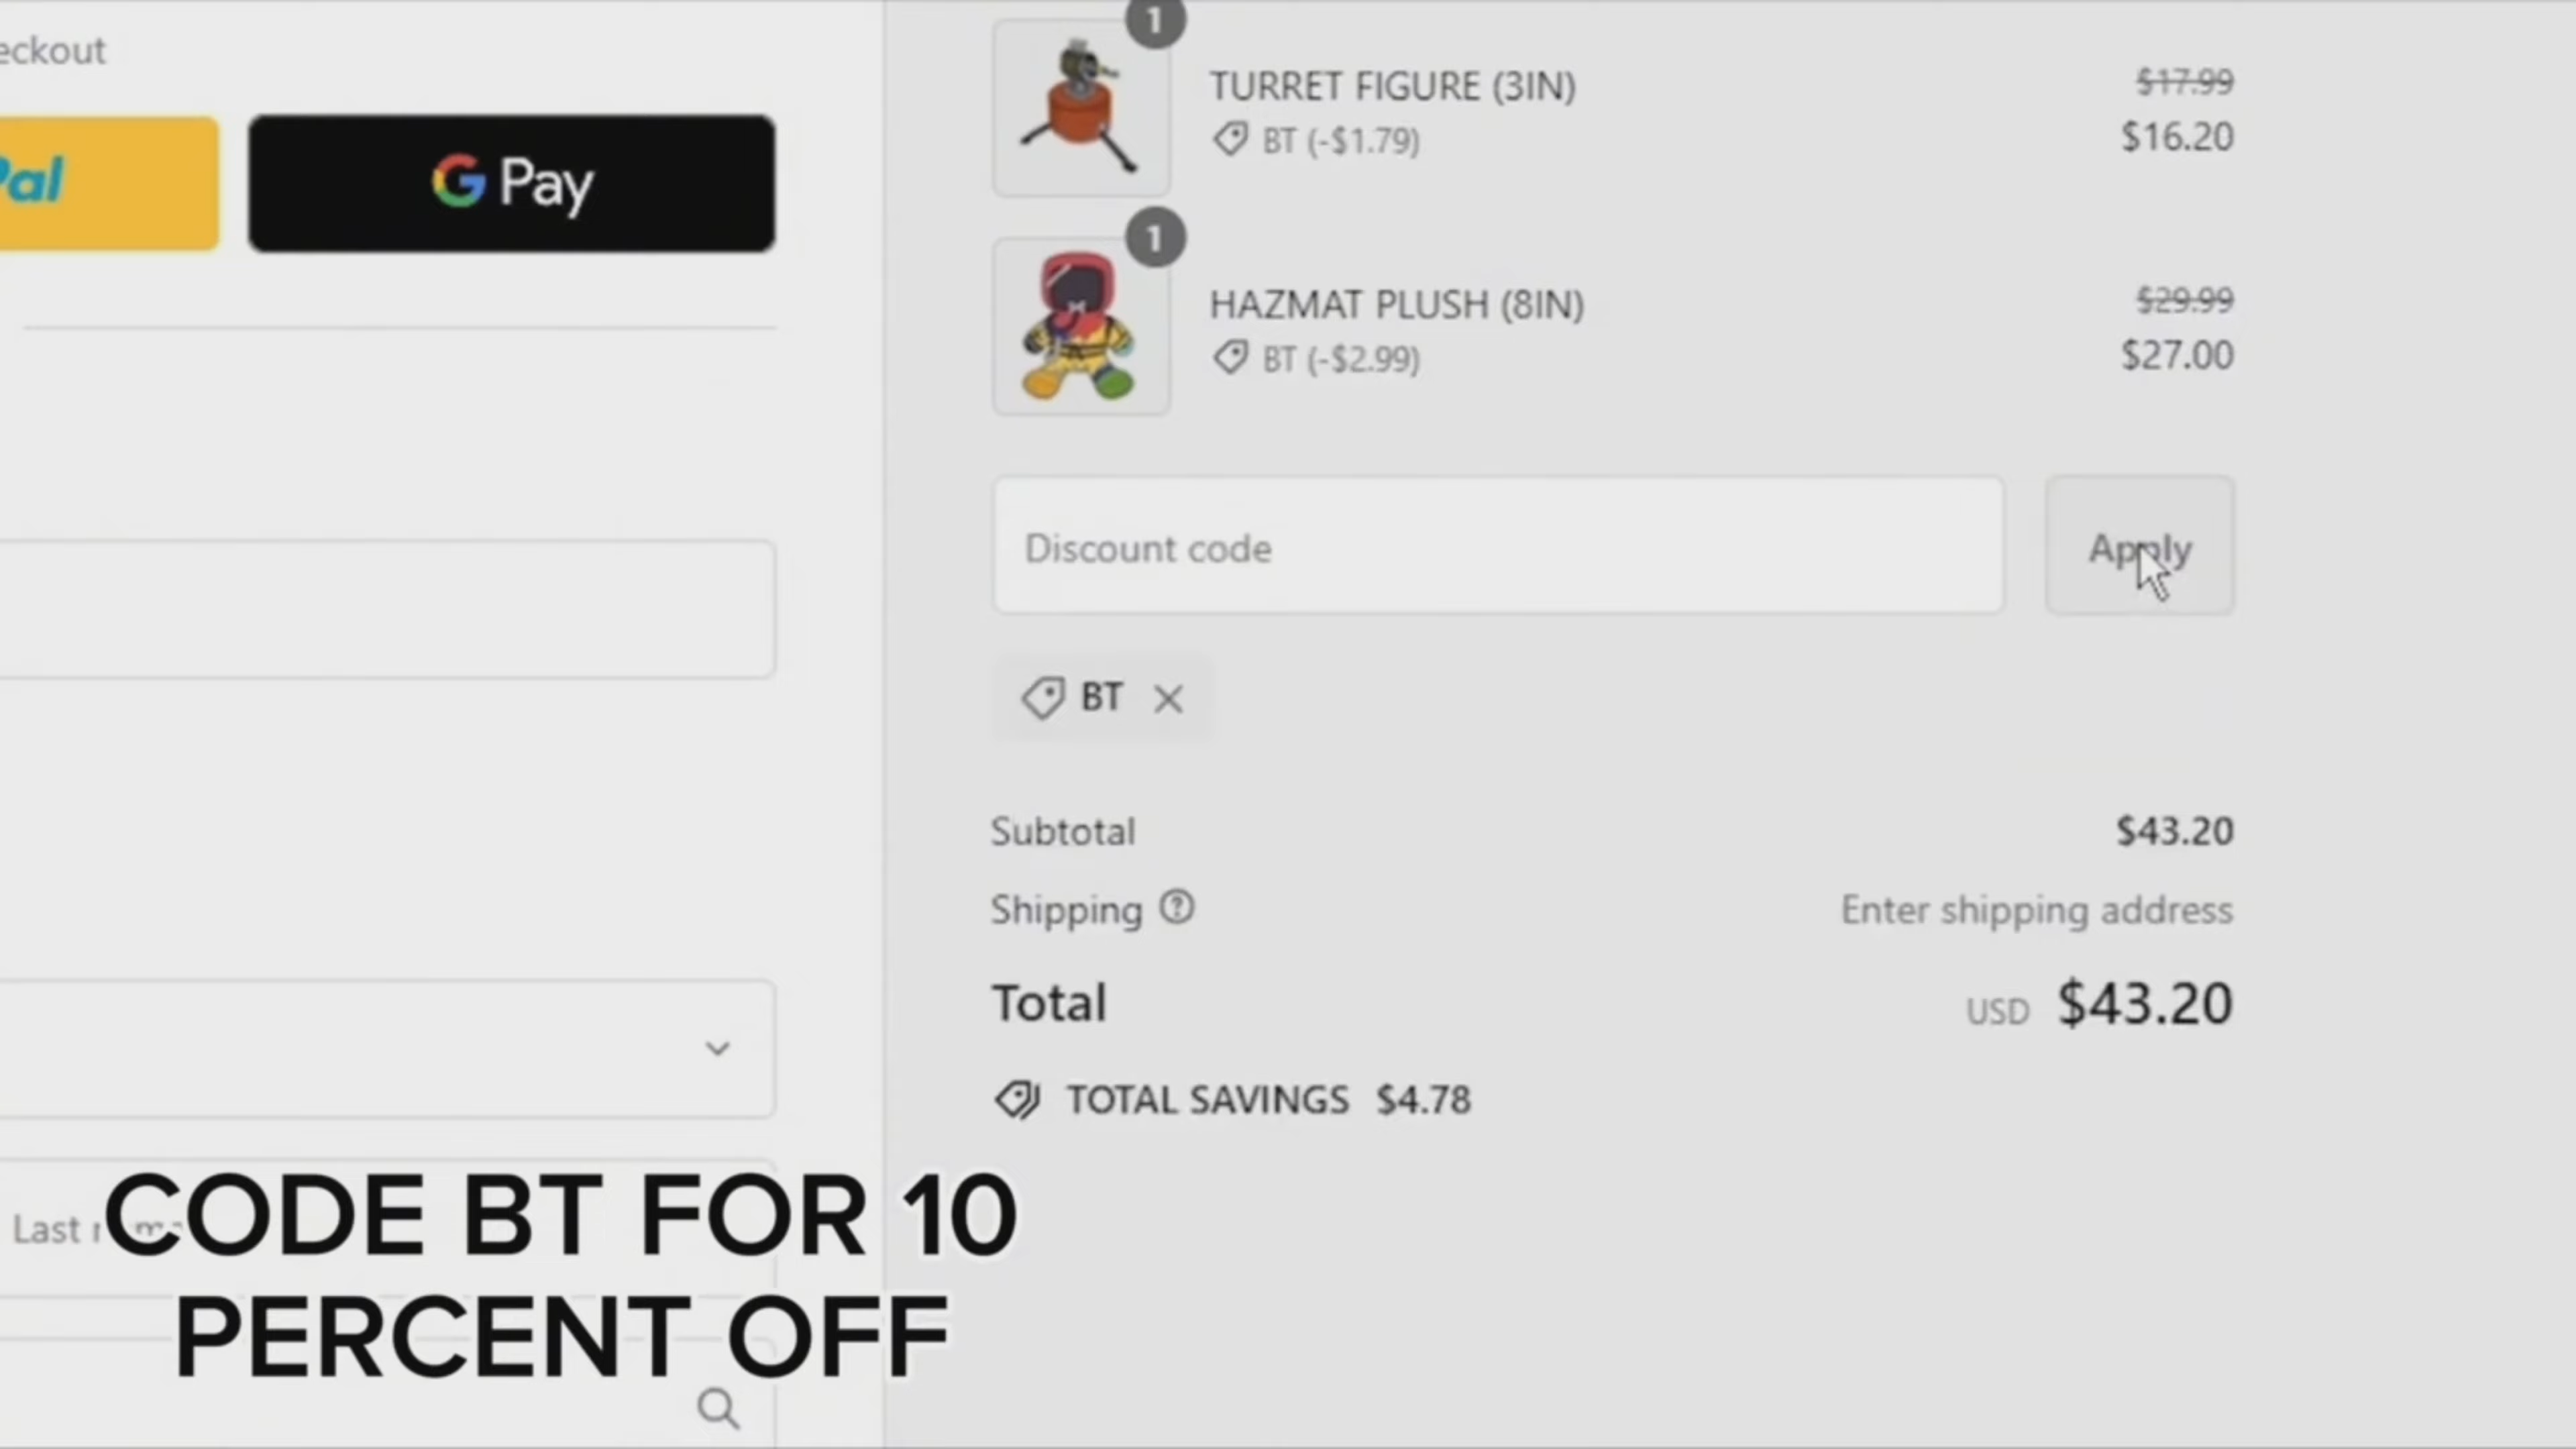 eckout
Pal
G Pay
1
TURRET FIGURE (3IN)
$17.99
BT (-$1.79)
$16.20
1
HAZMAT PLUSH (8IN)
$29.99
BT (-$2.99)
$27.00
Discount code
Apply
BT
Subtotal
$43.20
Shipping
Enter shipping address
Total
USD $43.20
TOTAL SAVINGS $4.78
Last
CODE BT FOR 10
PERCENT OFF